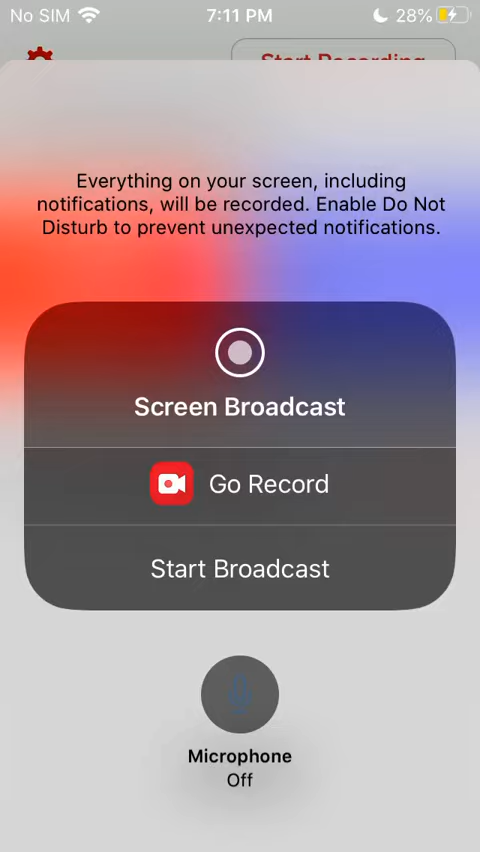 No SIM 7:11 PM 28%
Start Recording
Everything on your screen, including
notifications, will be recorded. Enable Do Not
Disturb to prevent unexpected notifications.
Screen Broadcast
Go Record
Start Broadcast
Microphone
Off